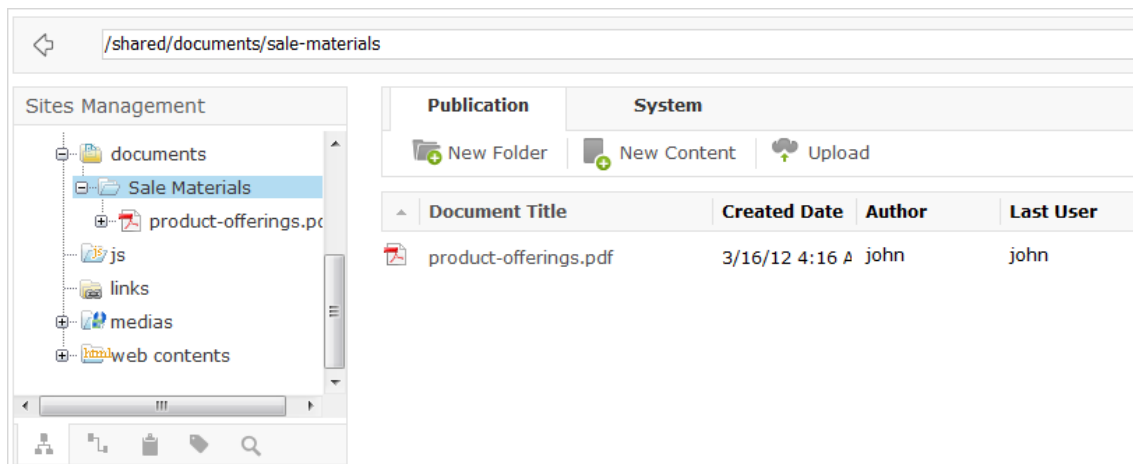 /shared/documents/sale-materials
Sites Management
documents
Sale Materials
product-offerings.pd
js
links
medias
web contents
Publication System
New Folder New Content Upload
Document Title Created Date Author Last User
product-offerings.pdf 3/16/12 4:16 A john john